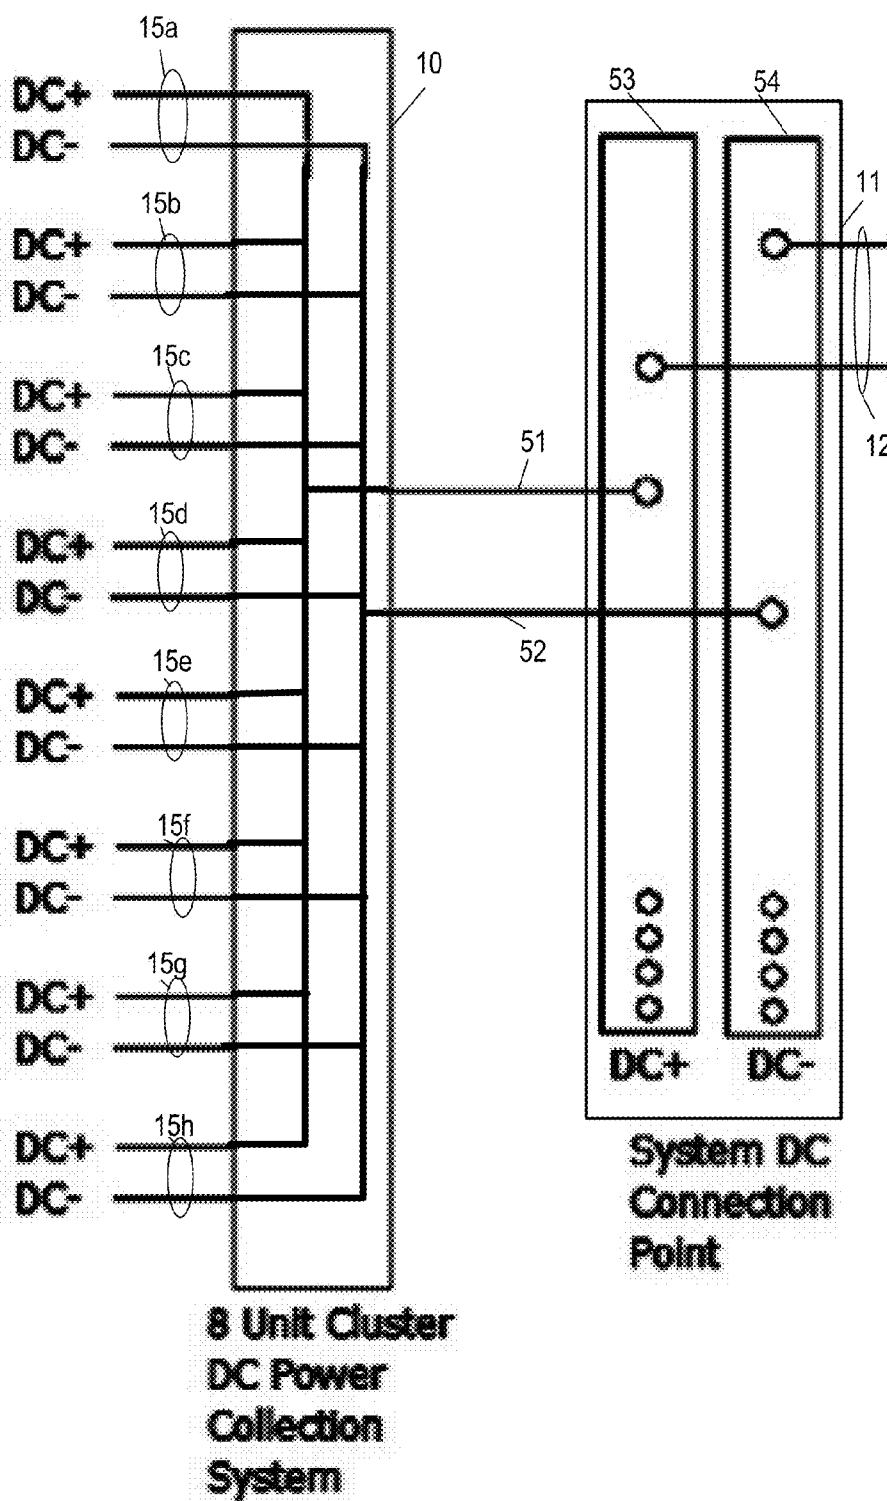 15a
DC+
DC-
15b
DC+
DC-
15c
DC+
DC-
15d
DC+
DC-
15e
DC+
DC-
15f
DC+
DC-
15g
DC+
DC-
15h
DC+
DC-
10
8 Unit Cluster
DC Power
Collection
System
51
52
53
54
11
12
DC+
DC-
System DC
Connection
Point